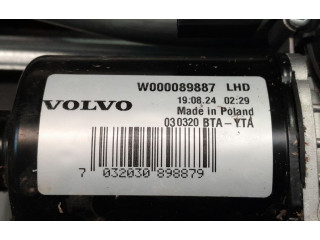 W000089887 LHD
19.08.24 02:29
Made in Poland
VOLVO
030320 BTA-YTA
7 032030 898879